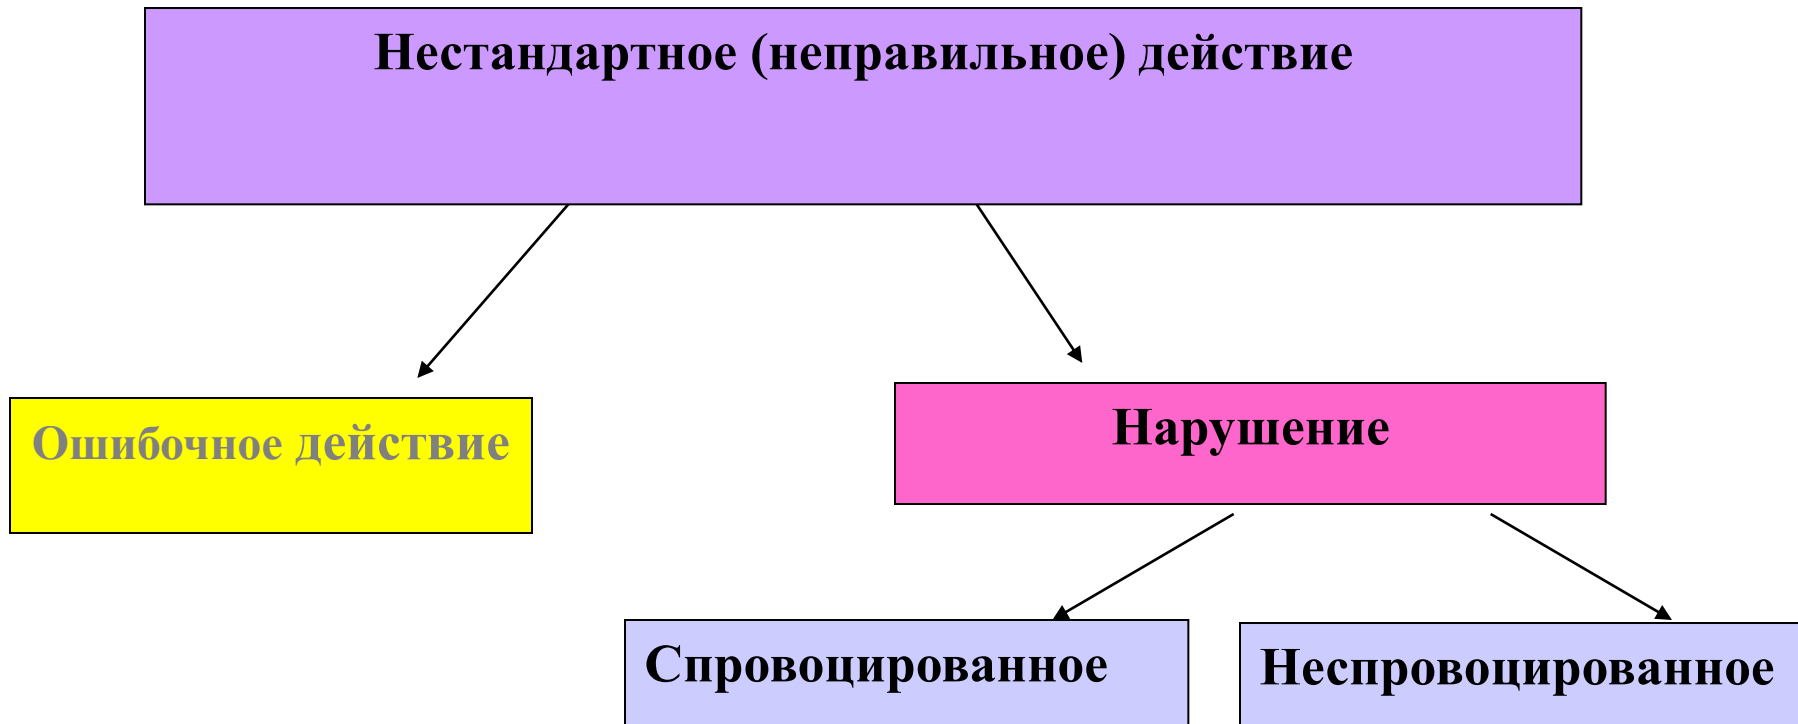 Нестандартное (неправильное) действие
Ошибочное действие
Нарушение
Спровоцированное
Неспровоцированное